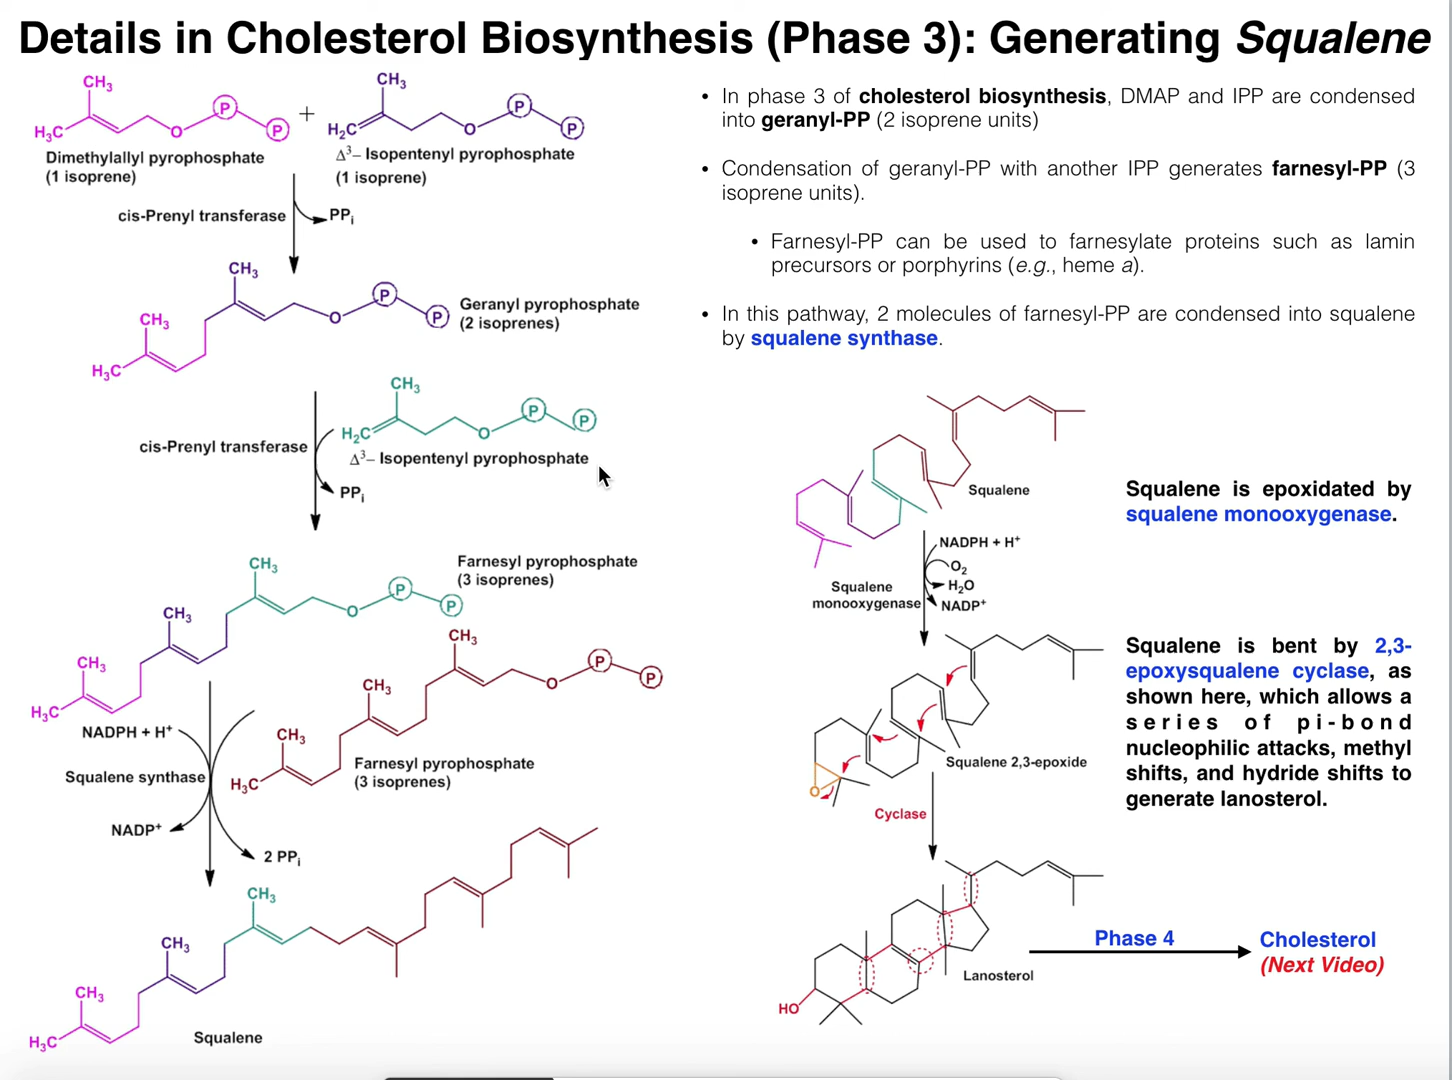 Details in Cholesterol Biosynthesis (Phase 3): Generating Squalene
CH3
H3C
O
P
P
+
CH3
H2C
O
P
P
Dimethylallyl pyrophosphate
(1 isoprene)
Δ3– Isopentenyl pyrophosphate
(1 isoprene)
cis-Prenyl transferase
PPi
CH3
CH3
H3C
O
P
P
Geranyl pyrophosphate
(2 isoprenes)
cis-Prenyl transferase
CH3
H2C
O
P
P
Δ3– Isopentenyl pyrophosphate
PPi
CH3
CH3
CH3
H3C
O
P
P
Farnesyl pyrophosphate
(3 isoprenes)
CH3
CH3
CH3
H3C
O
P
P
Farnesyl pyrophosphate
(3 isoprenes)
NADPH + H+
Squalene synthase
NADP+
2 PPi
CH3
CH3
CH3
H3C
Squalene
• In phase 3 of cholesterol biosynthesis, DMAP and IPP are condensed
into geranyl-PP (2 isoprene units)
• Condensation of geranyl-PP with another IPP generates farnesyl-PP (3
isoprene units).
• Farnesyl-PP can be used to farnesylate proteins such as lamin
precursors or porphyrins (e.g., heme a).
• In this pathway, 2 molecules of farnesyl-PP are condensed into squalene
by squalene synthase.
Squalene
Squalene is epoxidated by
squalene monooxygenase.
NADPH + H+
O2
H2O
NADP+
Squalene
monooxygenase
Squalene is bent by 2,3-
epoxysqualene cyclase, as
shown here, which allows a
series of pi-bond
nucleophilic attacks, methyl
shifts, and hydride shifts to
generate lanosterol.
O
Squalene 2,3-epoxide
Cyclase
HO
Lanosterol
Phase 4
Cholesterol
(Next Video)